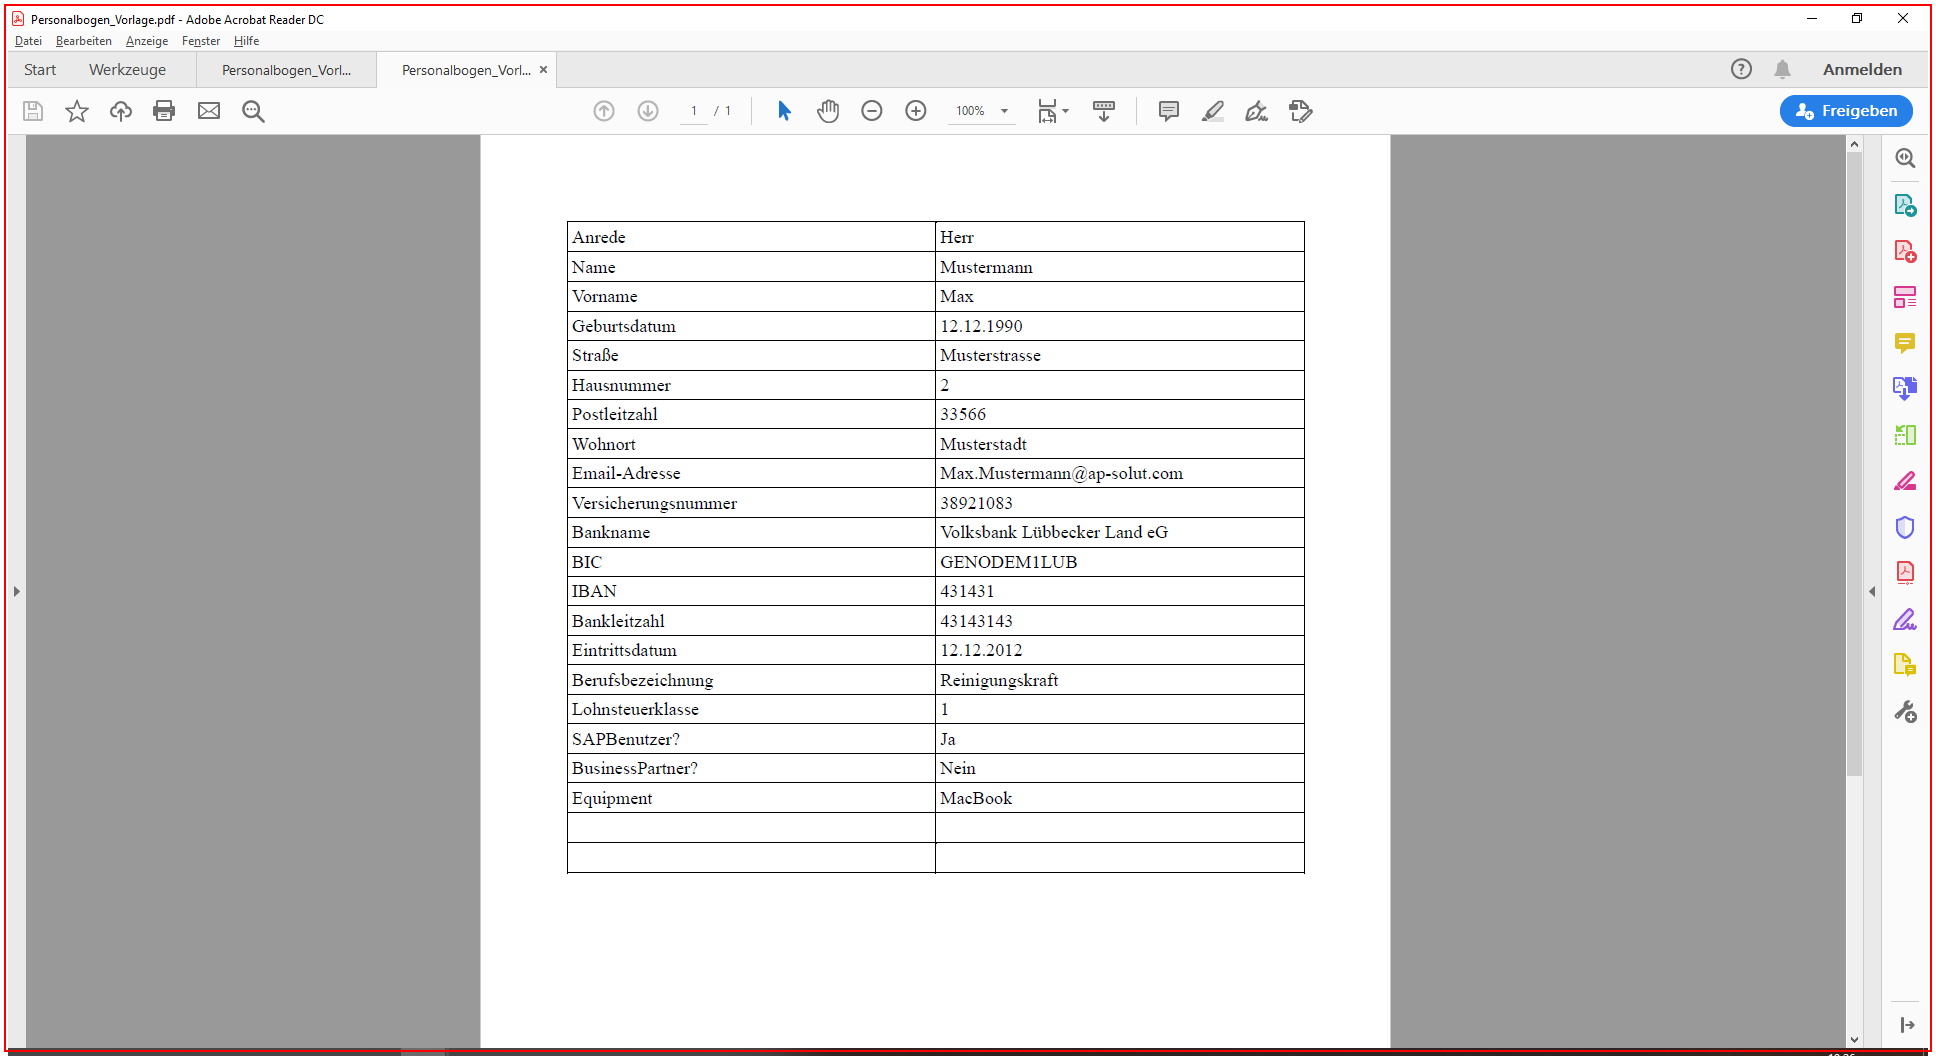 Personalbogen_Vorlage.pdf - Adobe Acrobat Reader DC
Datei Bearbeiten Anzeige Fenster Hilfe
Start Werkzeuge Personalbogen_Vorl... Personalbogen_Vorl... × Anmelden
1 / 1 100% Freigeben
Anrede Herr
Name Mustermann
Vorname Max
Geburtsdatum 12.12.1990
Straße Musterstrasse
Hausnummer 2
Postleitzahl 33566
Wohnort Musterstadt
Email-Adresse Max.Mustermann@ap-solut.com
Versicherungsnummer 38921083
Bankname Volksbank Lübbecker Land eG
BIC GENODEM1LUB
IBAN 431431
Bankleitzahl 43143143
Eintrittsdatum 12.12.2012
Berufsbezeichnung Reinigungskraft
Lohnsteuerklasse 1
SAPBenutzer? Ja
BusinessPartner? Nein
Equipment MacBook